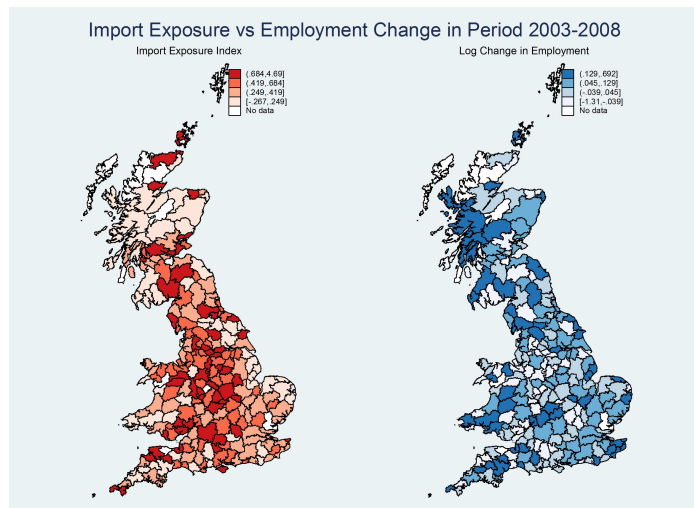 Import Exposure vs Employment Change in Period 2003-2008
Import Exposure Index
(.684,4.69]
(.419,.684]
(.249,.419]
[-.267,.249]
No data
Log Change in Employment
(.129,.692]
(.045,.129]
(-.039,.045]
[-1.31,-.039]
No data